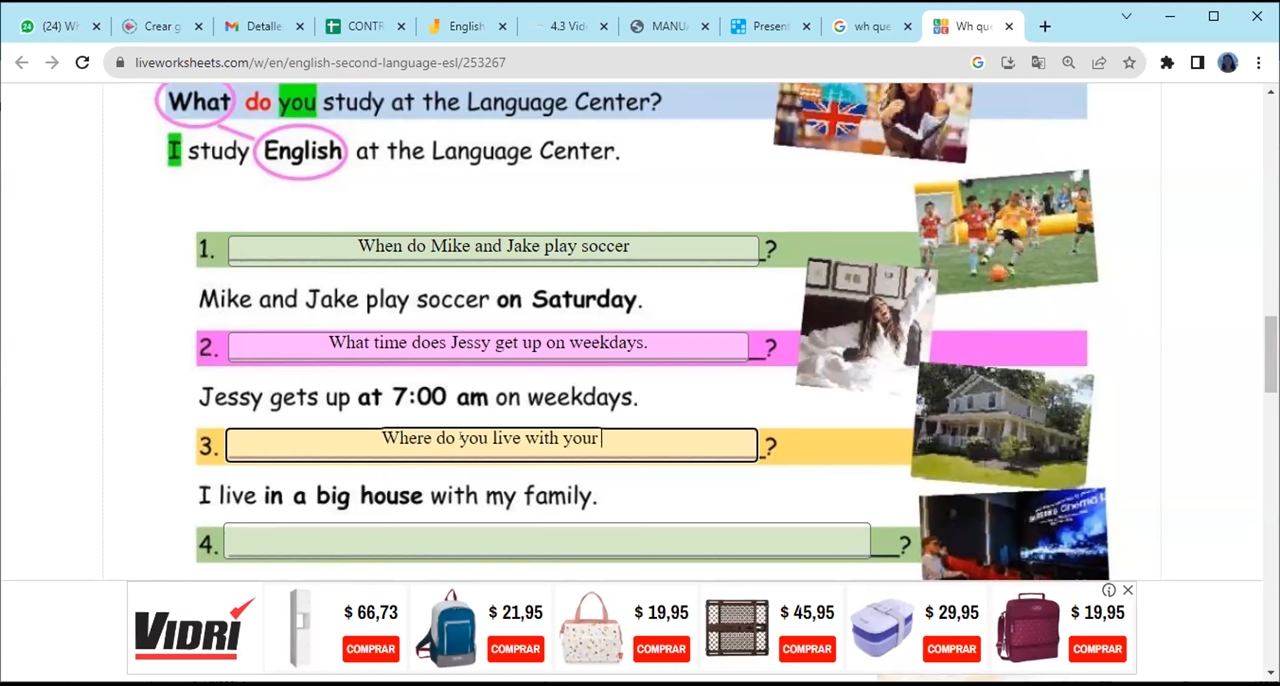 (24) Wh
Crear g
Detalle
CONTR
English
4.3 Vid
MANU
Present
wh que
Wh que
liveworksheets.com/w/en/english-second-language-esl/253267
What do you study at the Language Center?
I study English at the Language Center.
1. When do Mike and Jake play soccer ?
Mike and Jake play soccer on Saturday.
2. What time does Jessy get up on weekdays. ?
Jessy gets up at 7:00 am on weekdays.
3. Where do you live with your ?
I live in a big house with my family.
4. ?
VIDRÍ
$ 66,73
COMPRAR
$ 21,95
COMPRAR
$ 19,95
COMPRAR
$ 45,95
COMPRAR
$ 29,95
COMPRAR
$ 19,95
COMPRAR